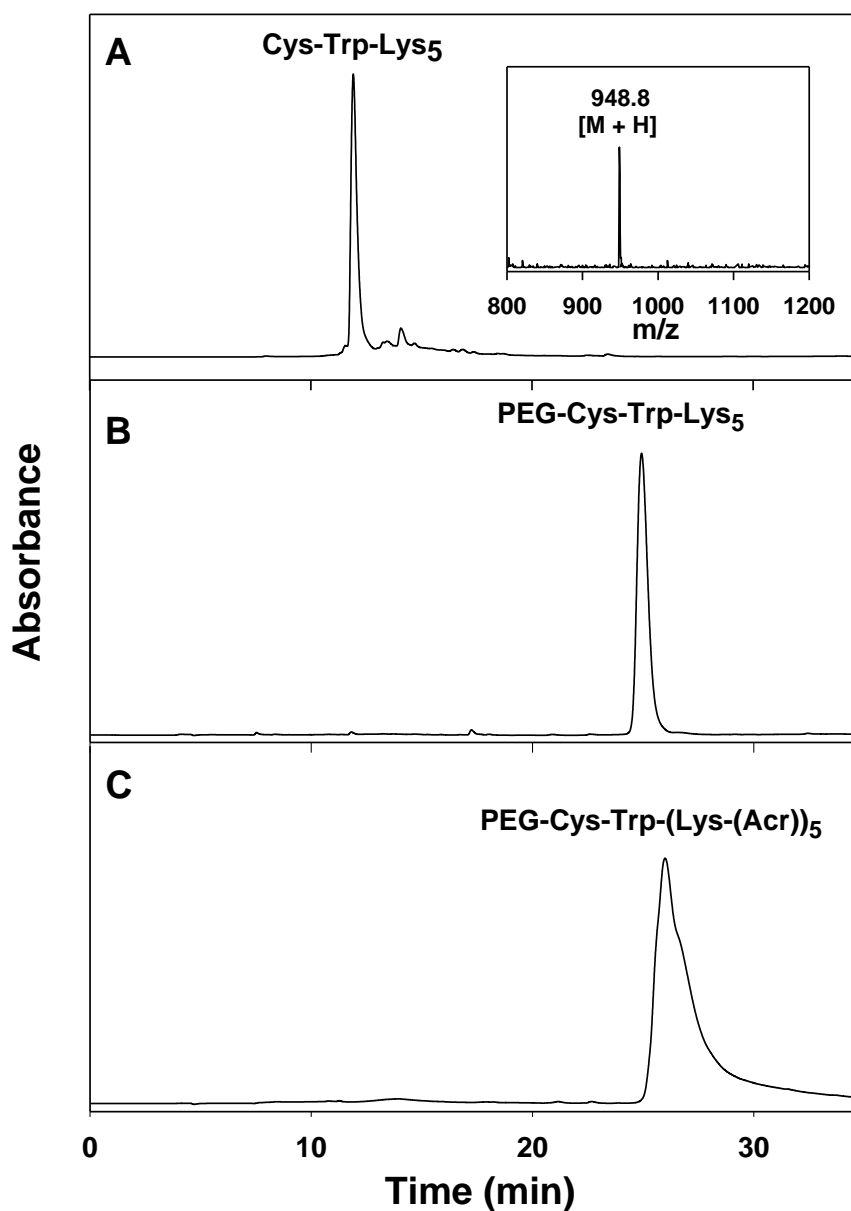 A
Cys-Trp-Lys5
948.8
[M + H]
800 900 1000 1100 1200
m/z
B
PEG-Cys-Trp-Lys5
Absorbance
C
PEG-Cys-Trp-(Lys-(Acr))5
0 10 20 30
Time (min)